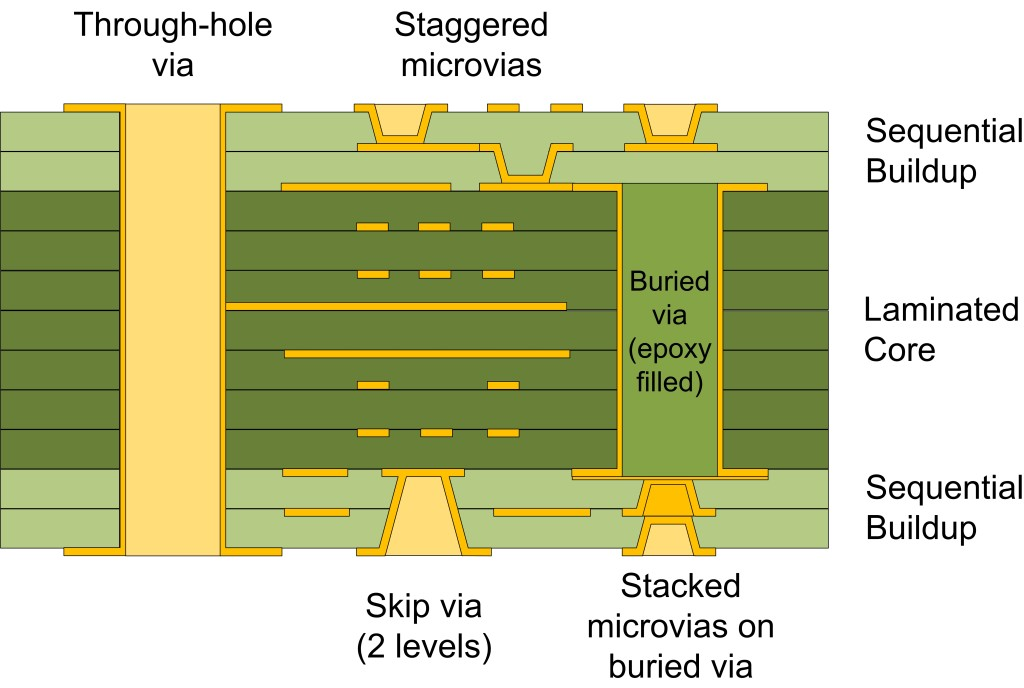 Through-hole
via
Staggered
microvias
Sequential
Buildup
Buried
via
(epoxy
filled)
Laminated
Core
Sequential
Buildup
Skip via
(2 levels)
Stacked
microvias on
buried via